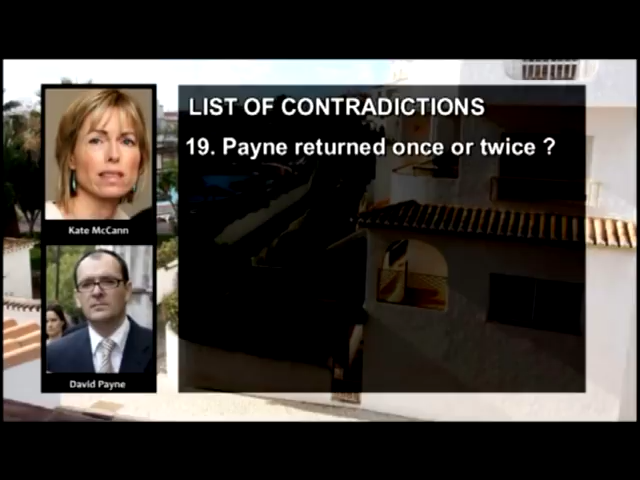 LIST OF CONTRADICTIONS
19. Payne returned once or twice ?
Kate McCann
David Payne